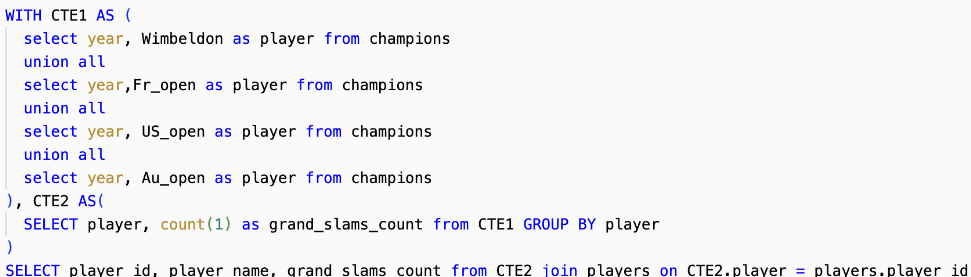 WITH CTE1 AS (
select year, Wimbeldon as player from champions
union all
select year,Fr_open as player from champions
union all
select year, US_open as player from champions
union all
select year, Au_open as player from champions
), CTE2 AS(
SELECT player, count(1) as grand_slams_count from CTE1 GROUP BY player
)
SELECT player_id, player_name, grand_slams_count from CTE2 join players on CTE2.player = players.player_id